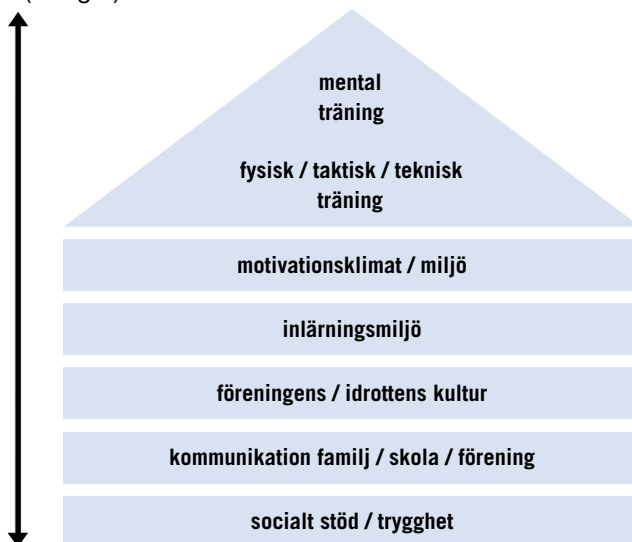 mental
träning
fysisk / taktisk / teknisk
träning
motivationsklimat / miljö
inlärningsmiljö
föreningens / idrottens kultur
kommunikation familj / skola / förening
socialt stöd / trygghet